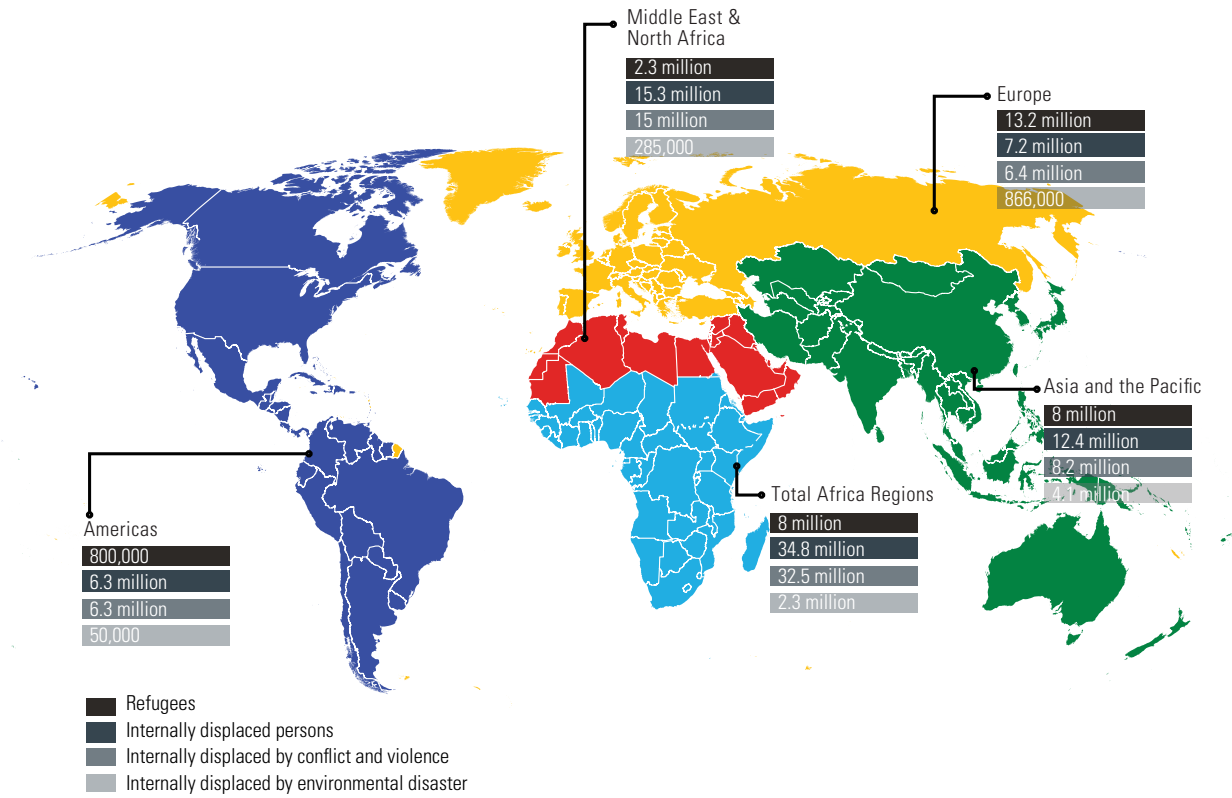 Middle East &
North Africa
2.3 million
15.3 million
15 million
285,000
Europe
13.2 million
7.2 million
6.4 million
866,000
Asia and the Pacific
8 million
12.4 million
8.2 million
4.1 million
Total Africa Regions
8 million
34.8 million
32.5 million
2.3 million
Americas
800,000
6.3 million
6.3 million
50,000
Refugees
Internally displaced persons
Internally displaced by conflict and violence
Internally displaced by environmental disaster